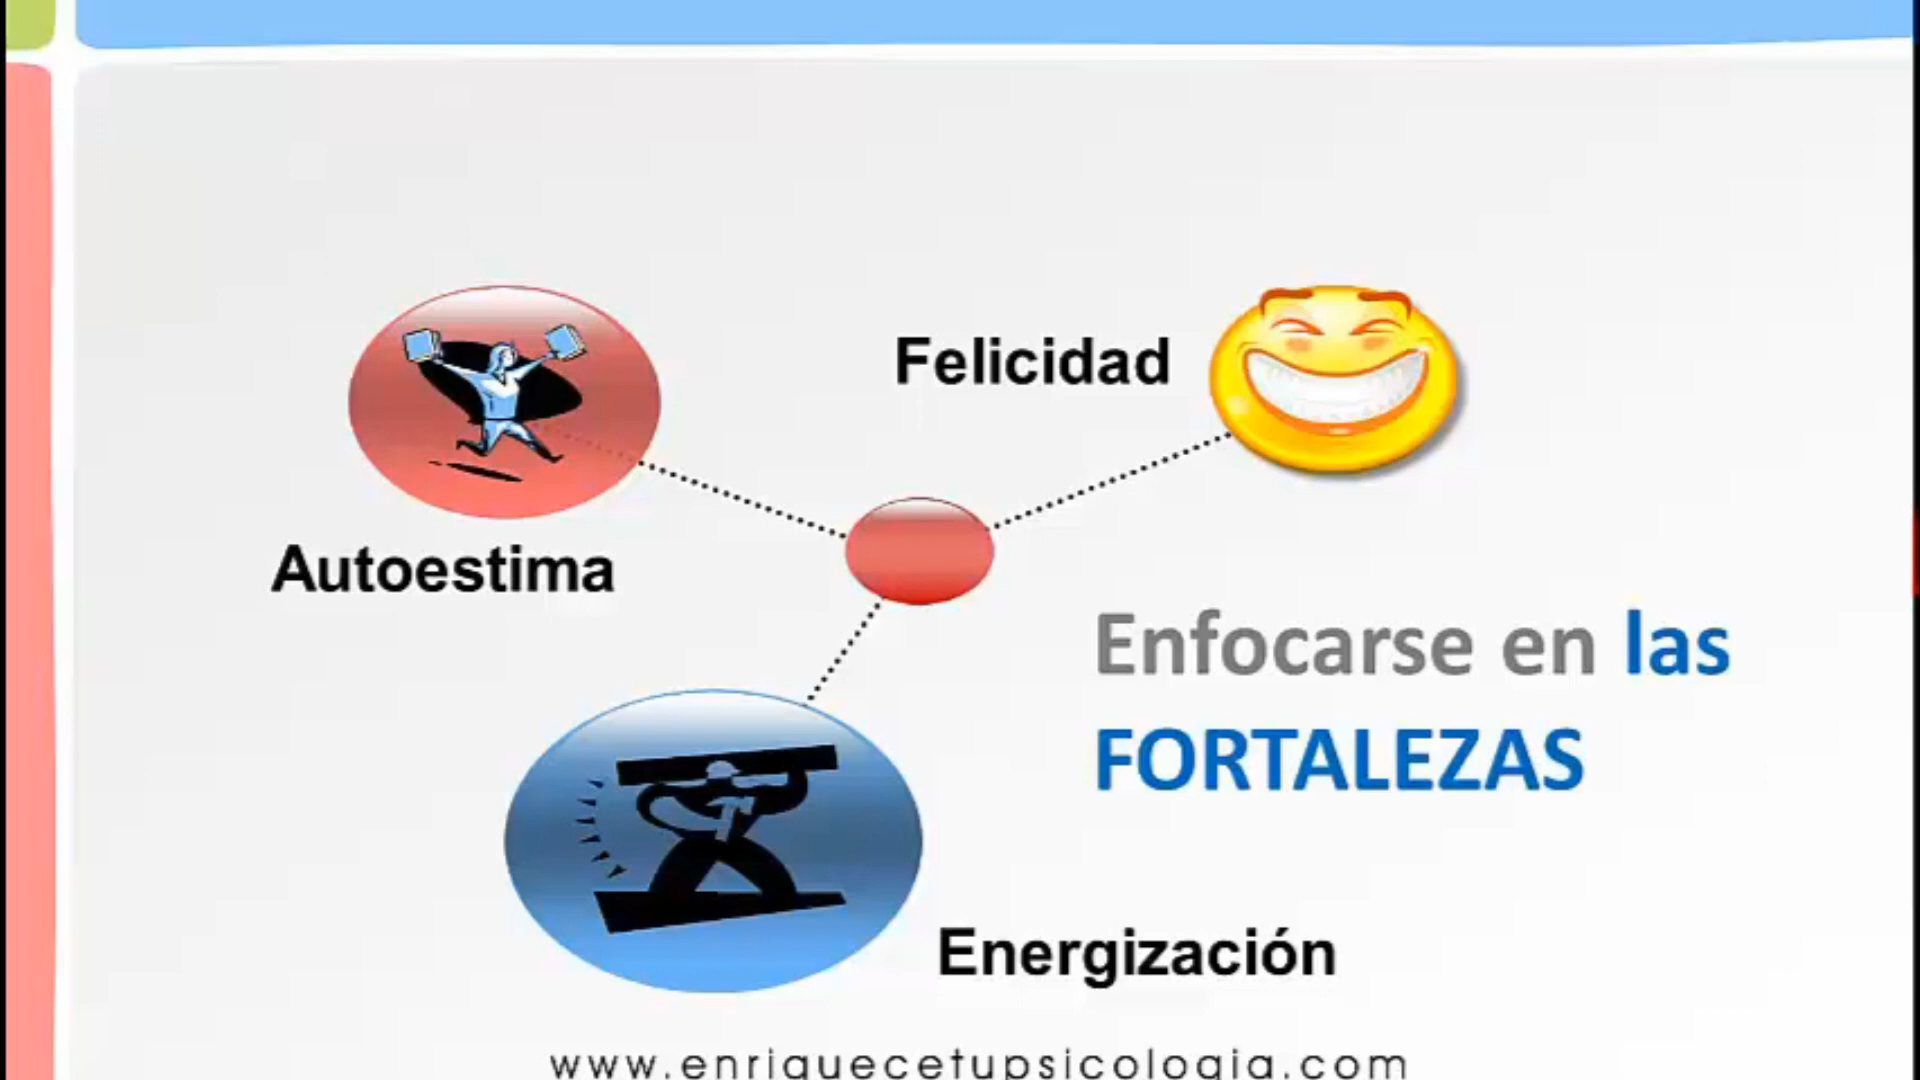 Felicidad
Autoestima
Enfocarse en las
FORTALEZAS
Energización
www.enriquecetupsicologia.com